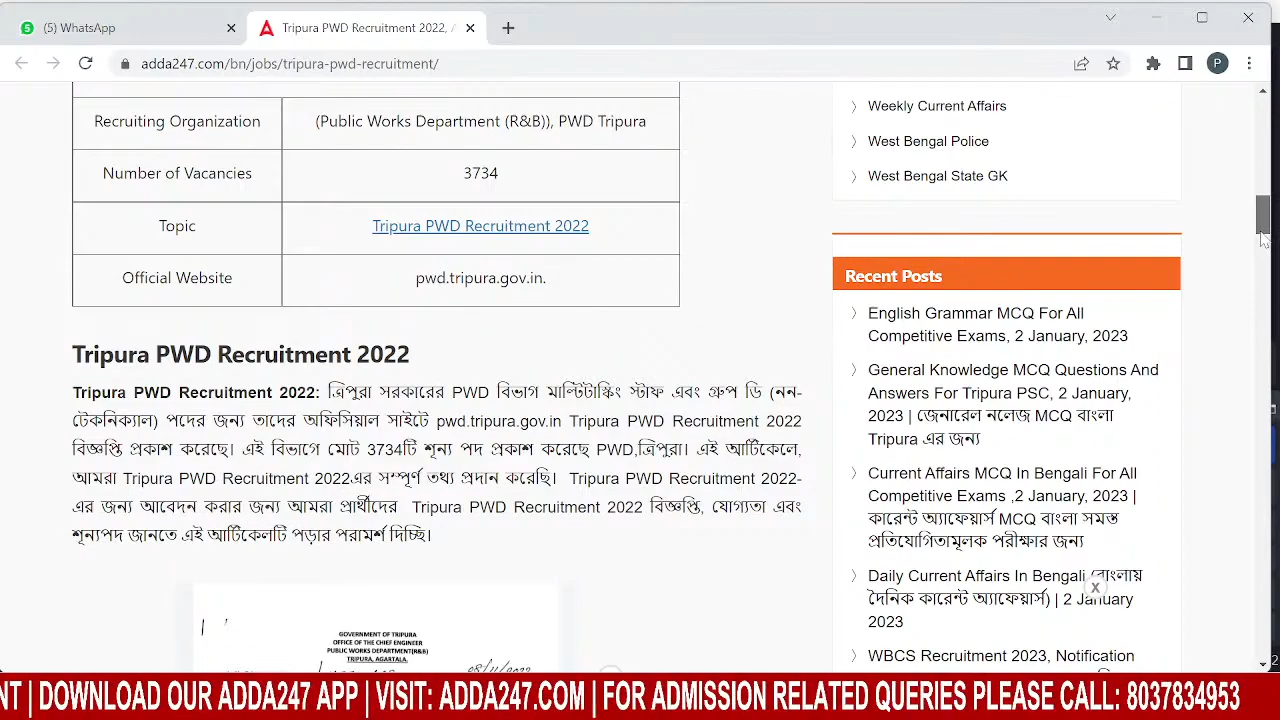 (5) WhatsApp
Tripura PWD Recruitment 2022, /
adda247.com/bn/jobs/tripura-pwd-recruitment/
P
Recruiting Organization (Public Works Department (R&B)), PWD Tripura
Number of Vacancies 3734
Topic Tripura PWD Recruitment 2022
Official Website pwd.tripura.gov.in.
Tripura PWD Recruitment 2022
Tripura PWD Recruitment 2022: ত্রিপুরা সরকারের PWD বিভাগ মাল্টিটাস্কিং স্টাফ এবং গ্রুপ ডি (নন-
টেকনিক্যাল) পদের জন্য তাদের অফিসিয়াল সাইটে pwd.tripura.gov.in Tripura PWD Recruitment 2022
বিজ্ঞপ্তি প্রকাশ করেছে। এই বিভাগে মোট 3734টি শূন্য পদ প্রকাশ করেছে PWD,ত্রিপুরা। এই আর্টিকেলে,
আমরা Tripura PWD Recruitment 2022এর সম্পূর্ণ তথ্য প্রদান করেছি। Tripura PWD Recruitment 2022-
এর জন্য আবেদন করার জন্য আমরা প্রার্থীদের Tripura PWD Recruitment 2022 বিজ্ঞপ্তি, যোগ্যতা এবং
শূন্যপদ জানতে এই আর্টিকেলটি পড়ার পরামর্শ দিচ্ছি।
GOVERNMENT OF TRIPURA
OFFICE OF THE CHIEF ENGINEER
PUBLIC WORKS DEPARTMENT(R&B)
TRIPURA, AGARTALA.
Weekly Current Affairs
West Bengal Police
West Bengal State GK
Recent Posts
English Grammar MCQ For All
Competitive Exams, 2 January, 2023
General Knowledge MCQ Questions And
Answers For Tripura PSC, 2 January,
2023 | জেনারেল নলেজ MCQ বাংলা
Tripura এর জন্য
Current Affairs MCQ In Bengali For All
Competitive Exams ,2 January, 2023 |
কারেন্ট অ্যাফেয়ার্স MCQ বাংলা সমস্ত
প্রতিযোগিতামূলক পরীক্ষার জন্য
Daily Current Affairs In Bengali (বাংলায়
দৈনিক কারেন্ট অ্যাফেয়ার্স) | 2 January
2023
WBCS Recruitment 2023, Notification
X
NT | DOWNLOAD OUR ADDA247 APP | VISIT: ADDA247.COM | FOR ADMISSION RELATED QUERIES PLEASE CALL: 8037834953